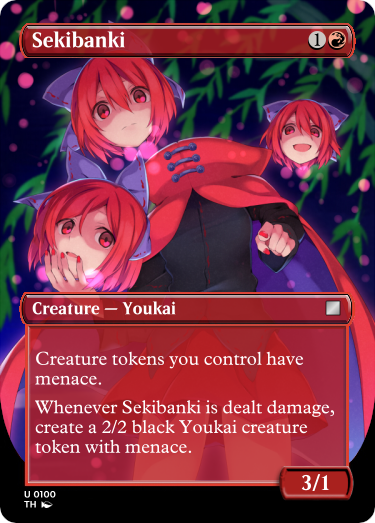 Sekibanki 1
Creature — Youkai
Creature tokens you control have
menace.
Whenever Sekibanki is dealt damage,
create a 2/2 black Youkai creature
token with menace.
3/1
U 0100
TH